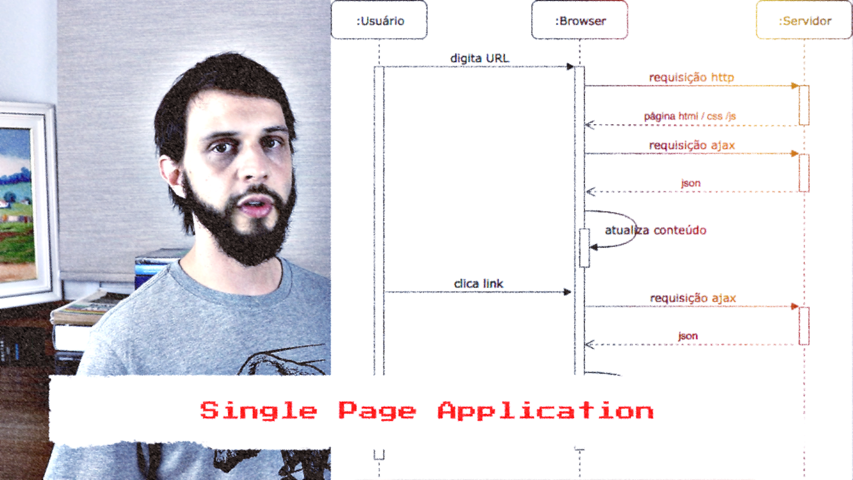 :Usuário
:Browser
:Servidor
digita URL
requisição http
página html / css /js
requisição ajax
json
atualiza conteúdo
clica link
requisição ajax
json
Single Page Application